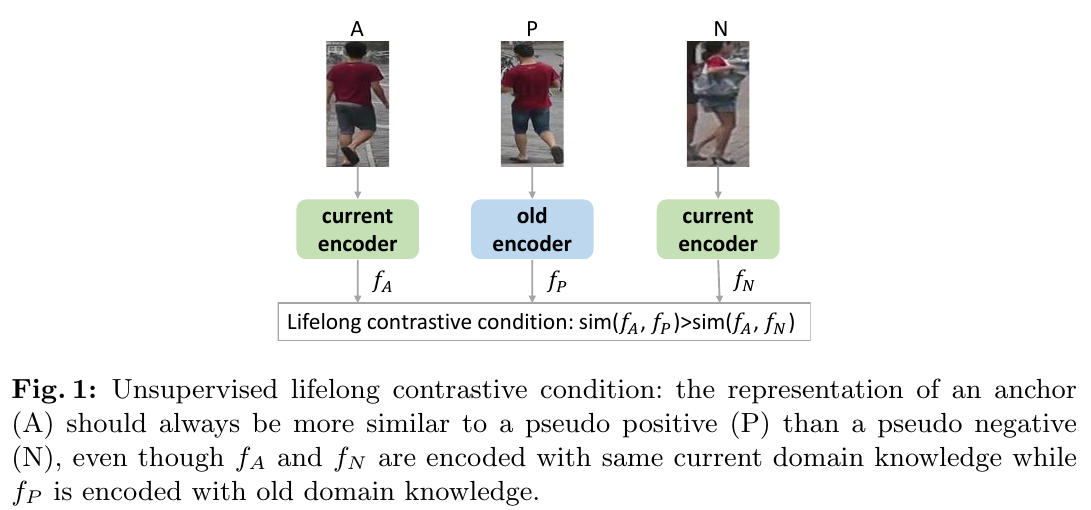 A P N
current encoder old encoder current encoder
f_A f_P f_N
Lifelong contrastive condition: sim(f_A, f_P)>sim(f_A, f_N)
Fig. 1: Unsupervised lifelong contrastive condition: the representation of an anchor
(A) should always be more similar to a pseudo positive (P) than a pseudo negative
(N), even though f_A and f_N are encoded with same current domain knowledge while
f_P is encoded with old domain knowledge.